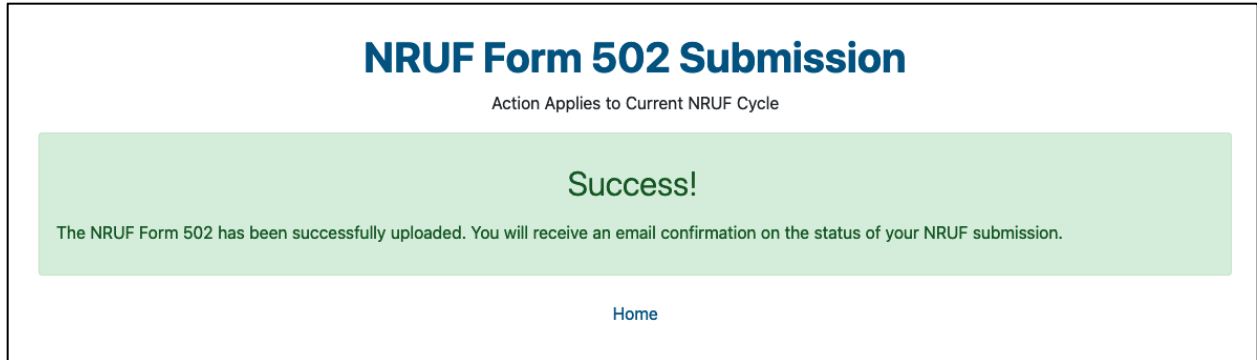 NRUF Form 502 Submission
Action Applies to Current NRUF Cycle
Success!
The NRUF Form 502 has been successfully uploaded. You will receive an email confirmation on the status of your NRUF submission.
Home